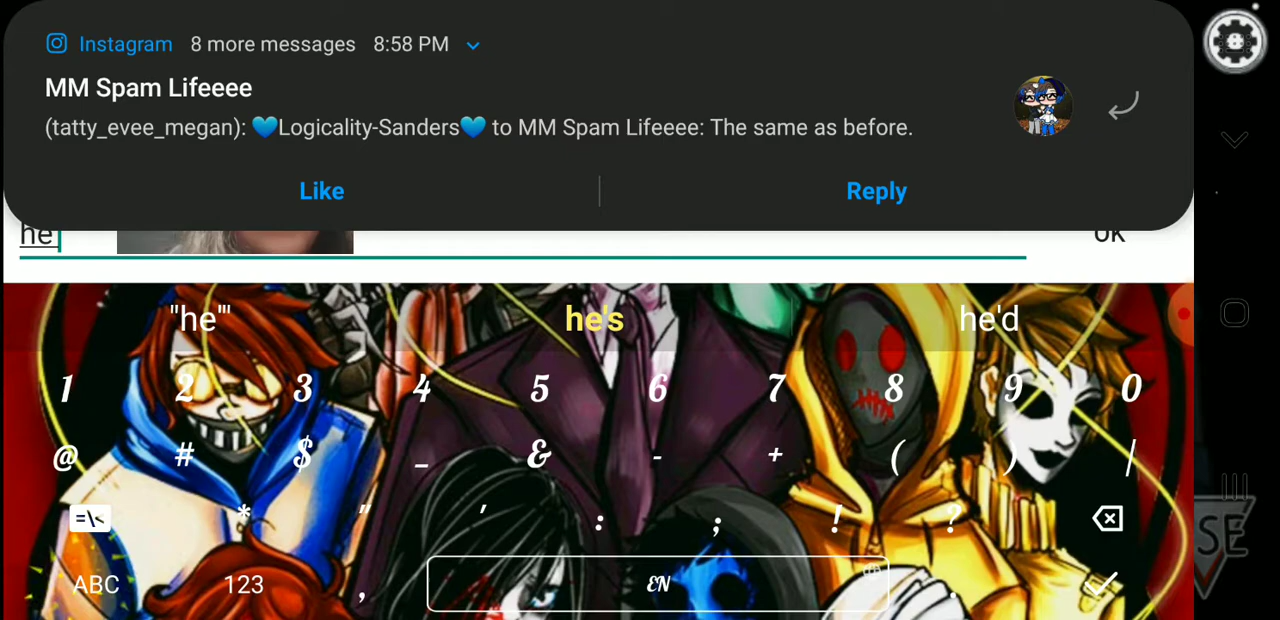 Instagram 8 more messages 8:58 PM
MM Spam Lifeeee
(tatty_evee_megan): 💙Logicality-Sanders💙 to MM Spam Lifeeee: The same as before.
Like Reply
he'
OK
"he'" he's he'd
1 2 3 4 5 6 7 8 9 0
@ # $ _ & - + ( ) /
=\< * " ' : ; ! ?
ABC 123 , EN .
SE